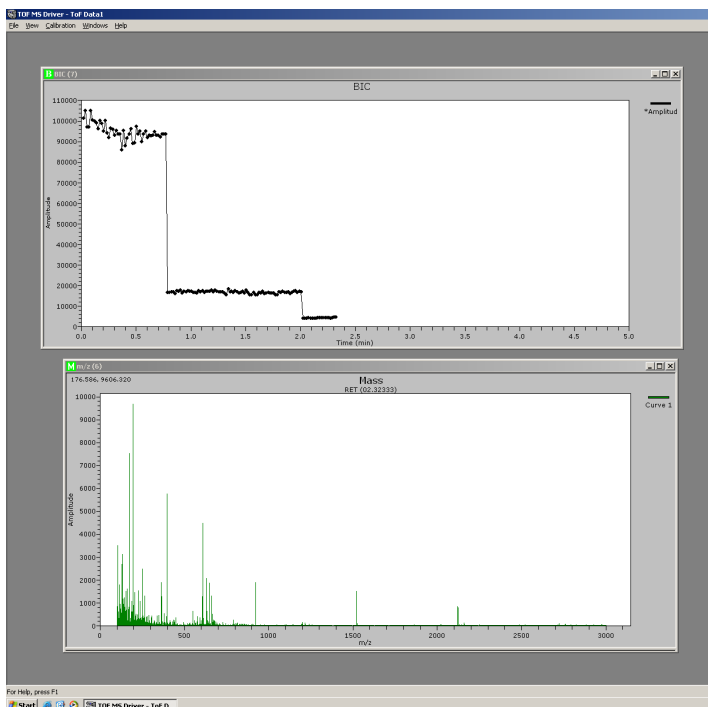 TOF MS Driver - ToF Data1
File View Calibration Windows Help
B BIC (7)
BIC
110000
100000
90000
80000
70000
60000
50000
40000
30000
20000
10000
0
Amplitude
*Amplitud
0.0 0.5 1.0 1.5 2.0 2.5 3.0 3.5 4.0 4.5 5.0
Time (min)
M m/z (6)
176.586, 9606.320
Mass
RET (02.32333)
10000
9000
8000
7000
6000
5000
4000
3000
2000
1000
0
Amplitude
Curve 1
0 500 1000 1500 2000 2500 3000
m/z
For Help, press F1
Start
TOF MS Driver - ToF D...